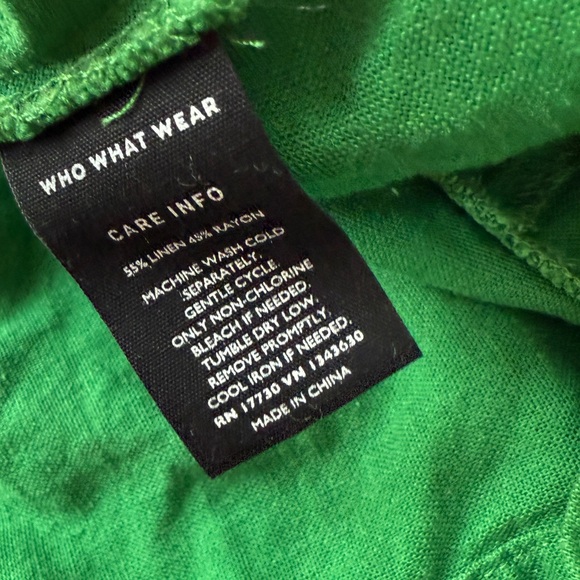 WHO WHAT WEAR
CARE INFO
55% LINEN 45% RAYON
MACHINE WASH COLD
SEPARATELY.
GENTLE CYCLE.
ONLY NON-CHLORINE
BLEACH IF NEEDED.
TUMBLE DRY LOW.
REMOVE PROMPTLY.
COOL IRON IF NEEDED.
RN 17730 VN 1343630
MADE IN CHINA